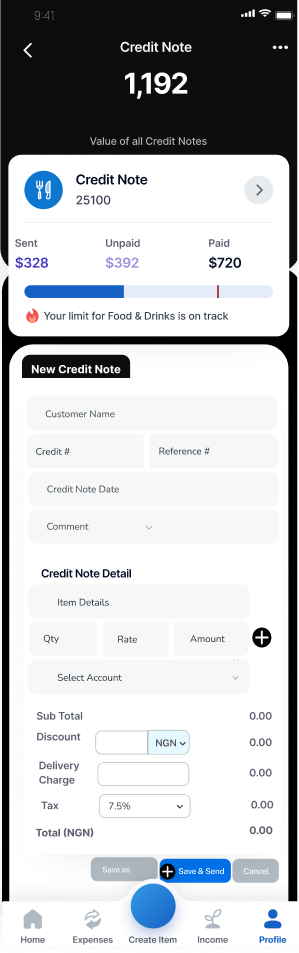 9:41
Credit Note
1,192
Value of all Credit Notes
Credit Note
25100
Sent Unpaid Paid
$328 $392 $720
Your limit for Food & Drinks is on track
New Credit Note
Customer Name
Credit # Reference #
Credit Note Date
Comment
Credit Note Detail
Item Details
Qty Rate Amount
Select Account
Sub Total 0.00
Discount NGN 0.00
Delivery
Charge 0.00
Tax 7.5% 0.00
Total (NGN) 0.00
Save as Save & Send Cancel
Home Expenses Create Item Income Profile